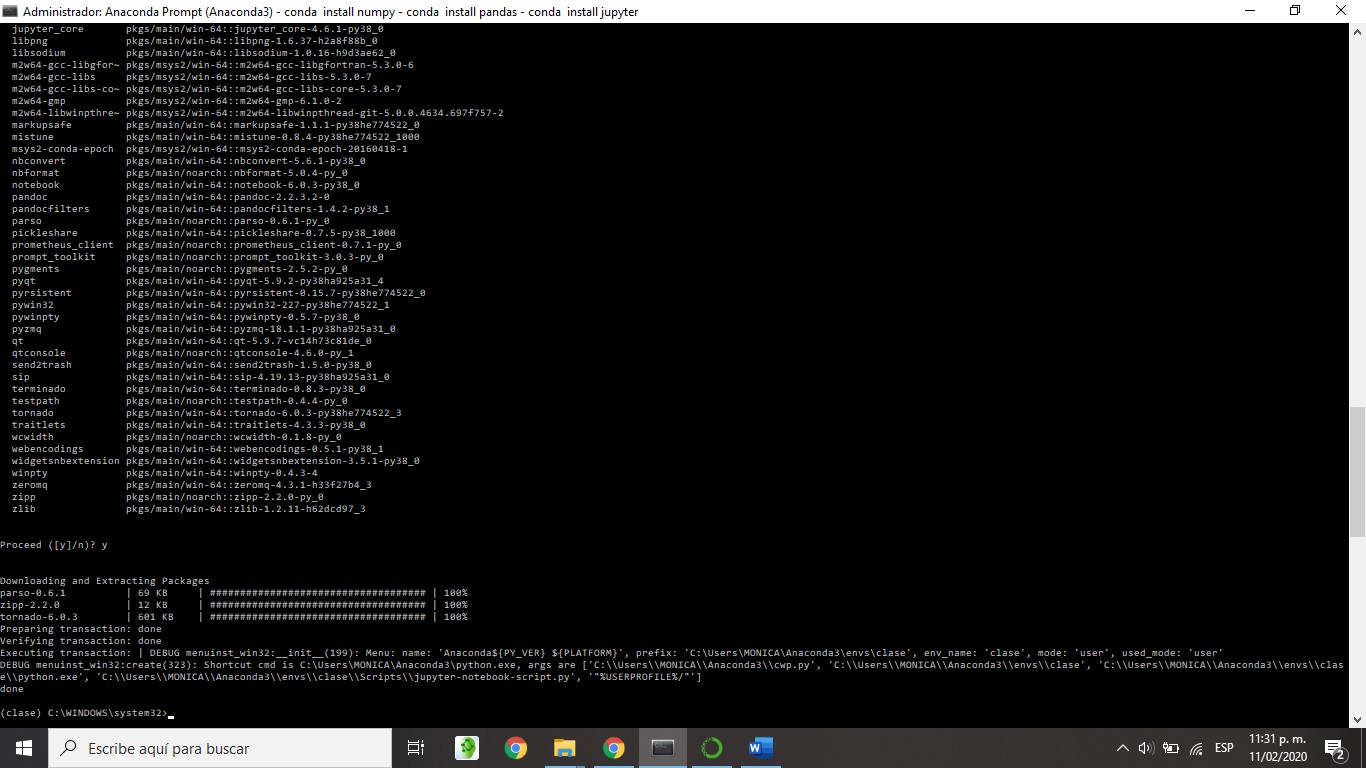 Administrador: Anaconda Prompt (Anaconda3) - conda  install numpy - conda  install pandas - conda  install jupyter
jupyter_core       pkgs/main/win-64::jupyter_core-4.6.1-py38_0
libpng             pkgs/main/win-64::libpng-1.6.37-h2a8f88b_0
libsodium          pkgs/main/win-64::libsodium-1.0.16-h9d3ae62_0
m2w64-gcc-libgfor~ pkgs/msys2/win-64::m2w64-gcc-libgfortran-5.3.0-6
m2w64-gcc-libs     pkgs/msys2/win-64::m2w64-gcc-libs-5.3.0-7
m2w64-gcc-libs-co~ pkgs/msys2/win-64::m2w64-gcc-libs-core-5.3.0-7
m2w64-gmp          pkgs/msys2/win-64::m2w64-gmp-6.1.0-2
m2w64-libwinpthre~ pkgs/msys2/win-64::m2w64-libwinpthread-git-5.0.0.4634.697f757-2
markupsafe         pkgs/main/win-64::markupsafe-1.1.1-py38he774522_0
mistune            pkgs/main/win-64::mistune-0.8.4-py38he774522_1000
msys2-conda-epoch  pkgs/msys2/win-64::msys2-conda-epoch-20160418-1
nbconvert          pkgs/main/win-64::nbconvert-5.6.1-py38_0
nbformat           pkgs/main/noarch::nbformat-5.0.4-py_0
notebook           pkgs/main/win-64::notebook-6.0.3-py38_0
pandoc             pkgs/main/win-64::pandoc-2.2.3.2-0
pandocfilters      pkgs/main/win-64::pandocfilters-1.4.2-py38_1
parso              pkgs/main/noarch::parso-0.6.1-py_0
pickleshare        pkgs/main/win-64::pickleshare-0.7.5-py38_1000
prometheus_client  pkgs/main/noarch::prometheus_client-0.7.1-py_0
prompt_toolkit     pkgs/main/noarch::prompt_toolkit-3.0.3-py_0
pygments           pkgs/main/noarch::pygments-2.5.2-py_0
pyqt               pkgs/main/win-64::pyqt-5.9.2-py38ha925a31_4
pyrsistent         pkgs/main/win-64::pyrsistent-0.15.7-py38he774522_0
pywin32            pkgs/main/win-64::pywin32-227-py38he774522_1
pywinpty           pkgs/main/win-64::pywinpty-0.5.7-py38_0
pyzmq              pkgs/main/win-64::pyzmq-18.1.1-py38ha925a31_0
qt                 pkgs/main/win-64::qt-5.9.7-vc14h73c81de_0
qtconsole          pkgs/main/noarch::qtconsole-4.6.0-py_1
send2trash         pkgs/main/win-64::send2trash-1.5.0-py38_0
sip                pkgs/main/win-64::sip-4.19.13-py38ha925a31_0
terminado          pkgs/main/win-64::terminado-0.8.3-py38_0
testpath           pkgs/main/noarch::testpath-0.4.4-py_0
tornado            pkgs/main/win-64::tornado-6.0.3-py38he774522_3
traitlets          pkgs/main/win-64::traitlets-4.3.3-py38_0
wcwidth            pkgs/main/noarch::wcwidth-0.1.8-py_0
webencodings       pkgs/main/win-64::webencodings-0.5.1-py38_1
widgetsnbextension pkgs/main/win-64::widgetsnbextension-3.5.1-py38_0
winpty             pkgs/main/win-64::winpty-0.4.3-4
zeromq             pkgs/main/win-64::zeromq-4.3.1-h33f27b4_3
zipp               pkgs/main/noarch::zipp-2.2.0-py_0
zlib               pkgs/main/win-64::zlib-1.2.11-h62dcd97_3
Proceed ([y]/n)? y
Downloading and Extracting Packages
parso-0.6.1          | 69 KB     | #################################### | 100%
zipp-2.2.0           | 12 KB     | #################################### | 100%
tornado-6.0.3        | 601 KB    | #################################### | 100%
Preparing transaction: done
Verifying transaction: done
Executing transaction: | DEBUG menuinst_win32:__init__(199): Menu: name: 'Anaconda${PY_VER} ${PLATFORM}', prefix: 'C:\Users\MONICA\Anaconda3\envs\clase', env_name: 'clase', mode: 'user', used_mode: 'user'
DEBUG menuinst_win32:create(323): Shortcut cmd is C:\Users\MONICA\Anaconda3\python.exe, args are ['C:\\Users\\MONICA\\Anaconda3\\cwp.py', 'C:\\Users\\MONICA\\Anaconda3\\envs\\clase', 'C:\\Users\\MONICA\\Anaconda3\\envs\\clas
e\\python.exe', 'C:\\Users\\MONICA\\Anaconda3\\envs\\clase\\Scripts\\jupyter-notebook-script.py', '"%USERPROFILE%/"']
done
(clase) C:\WINDOWS\system32>
Escribe aquí para buscar
ESP
11:31 p. m.
11/02/2020
2